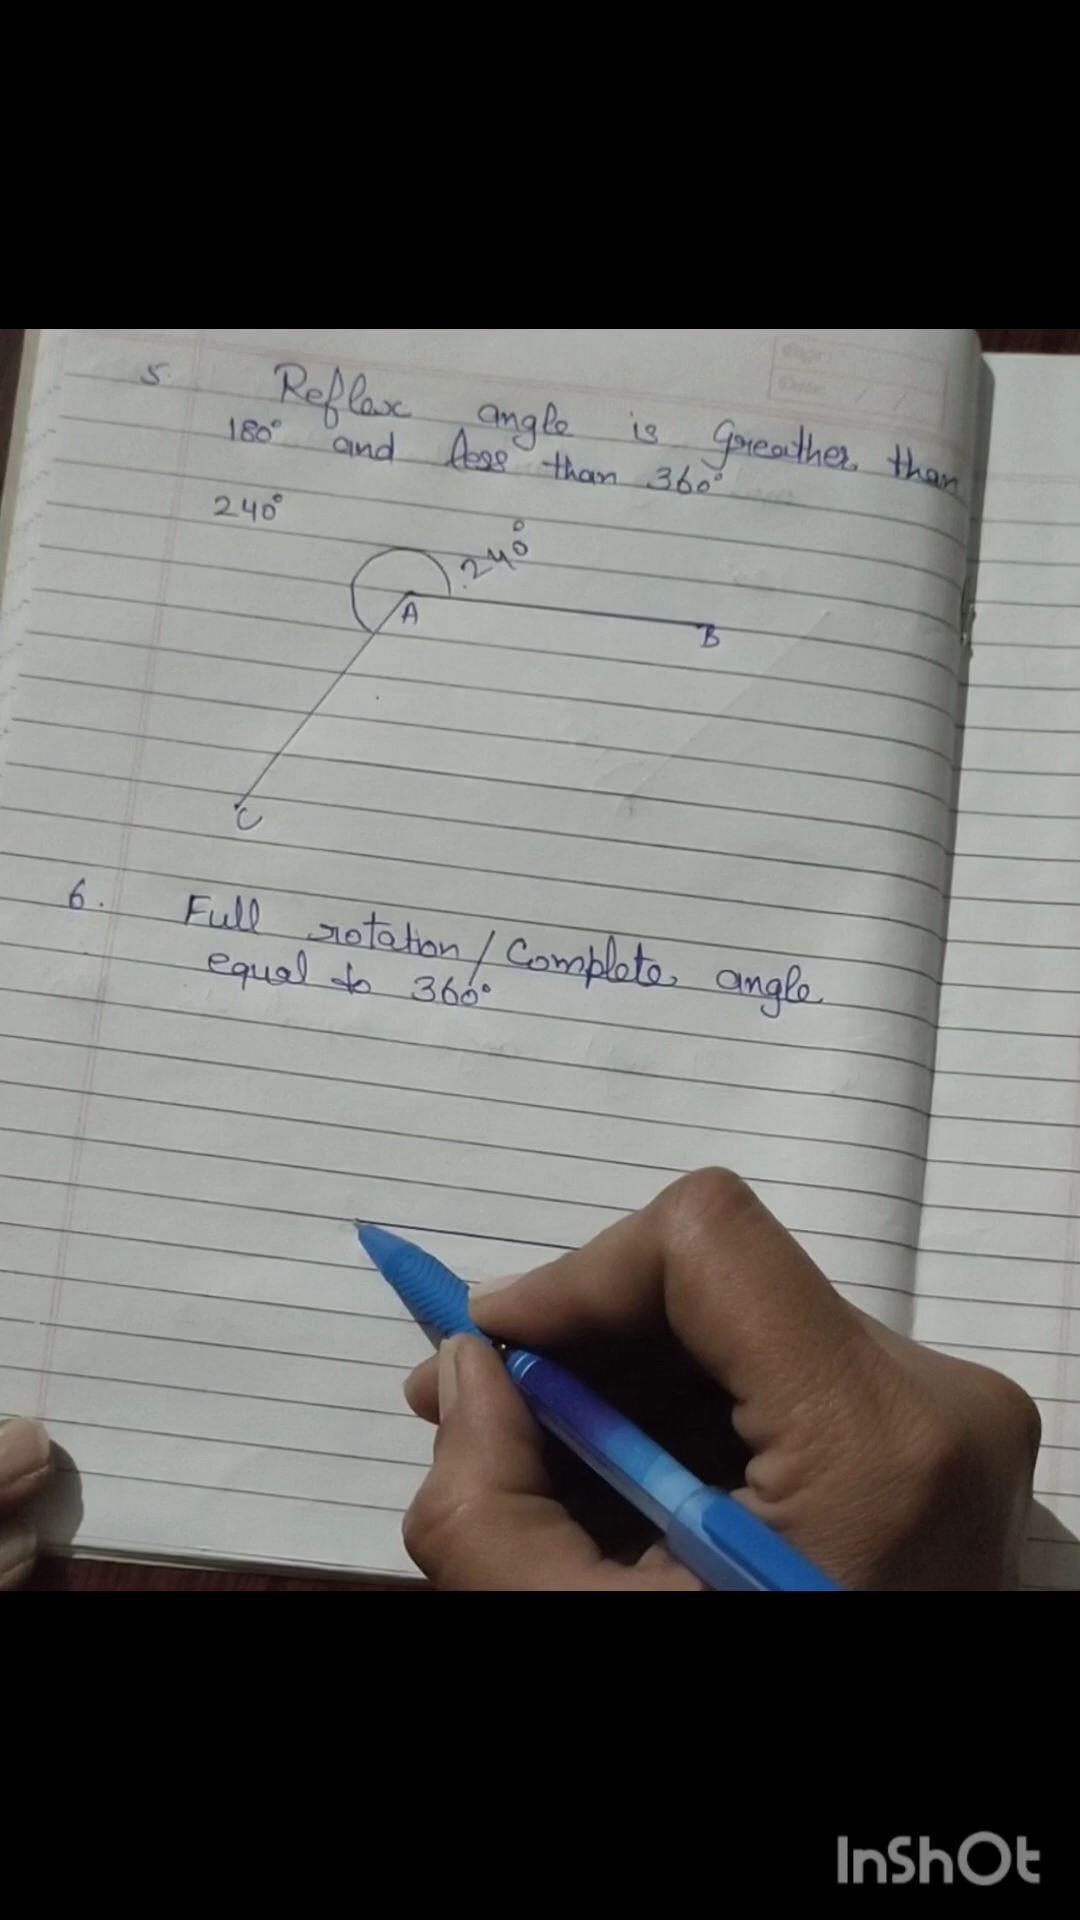 5. Reflex angle is Greather than
180° and less than 360°
240°
240°
A
B
C
6. Full rotation / Complete angle
equal to 360°
InShOt